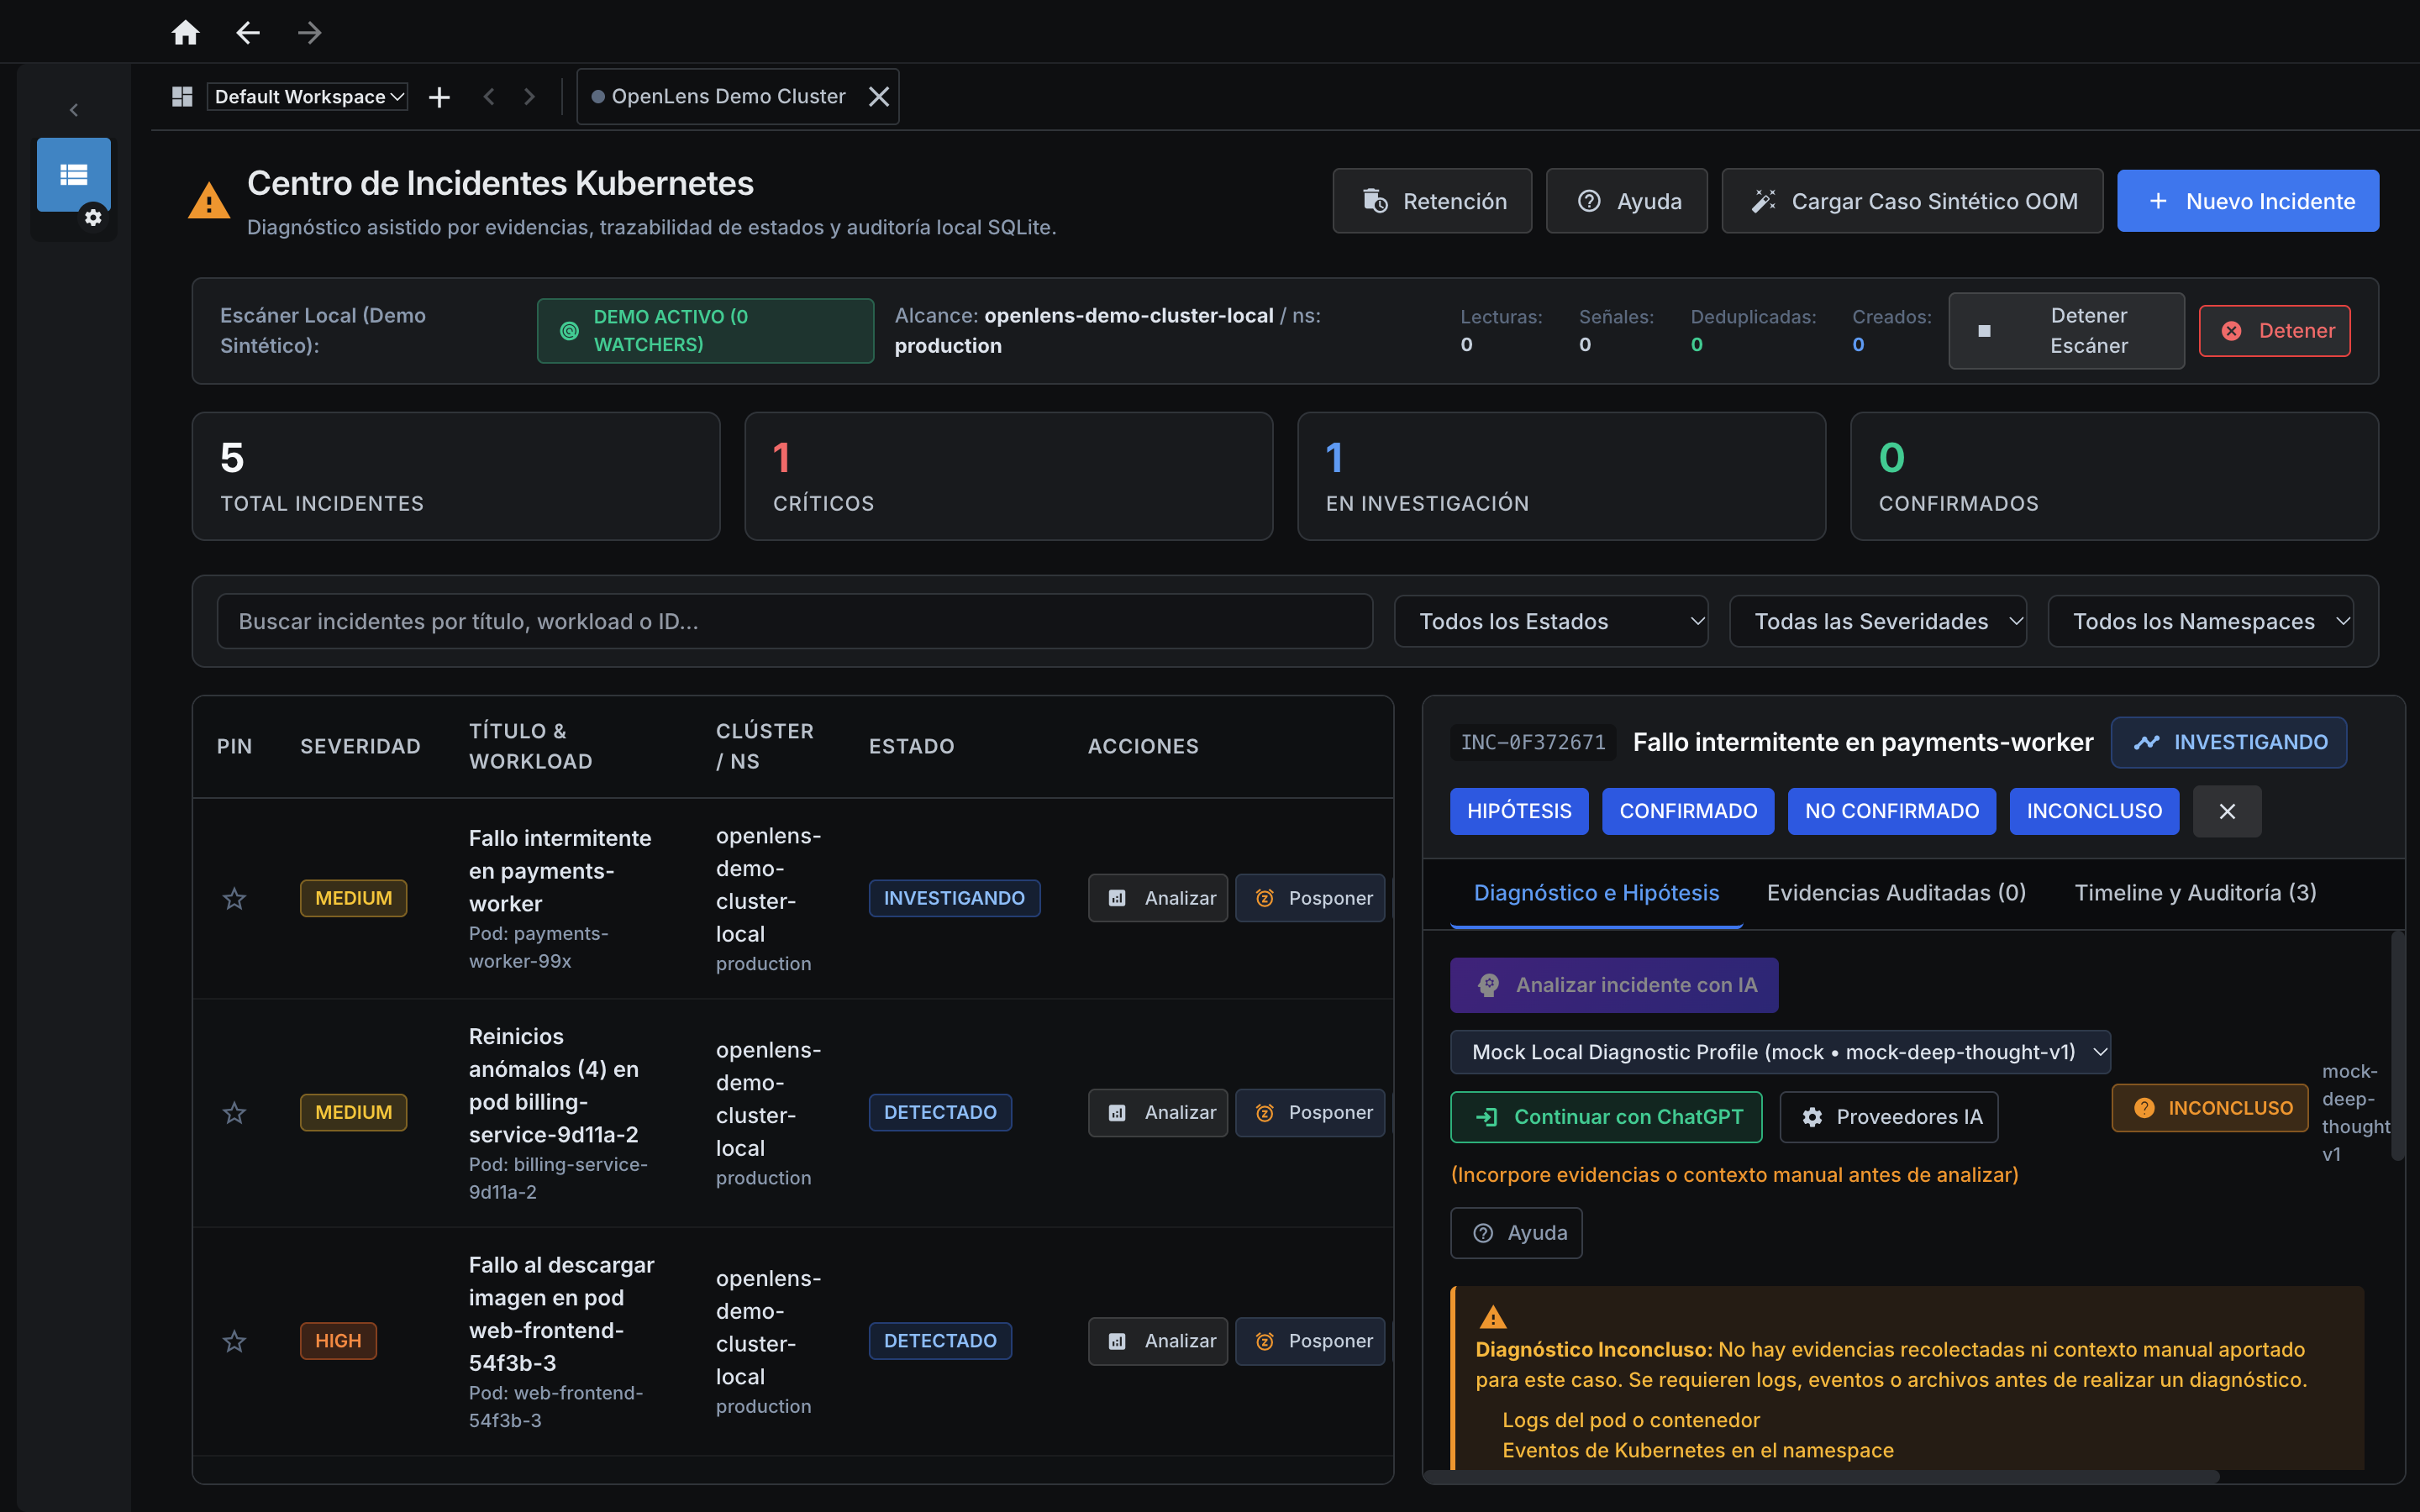 Default Workspace
OpenLens Demo Cluster
Centro de Incidentes Kubernetes
Diagnóstico asistido por evidencias, trazabilidad de estados y auditoría local SQLite.
Retención
Ayuda
Cargar Caso Sintético OOM
Nuevo Incidente
Escáner Local (Demo
Sintético):
DEMO ACTIVO (0
WATCHERS)
Alcance: openlens-demo-cluster-local / ns:
production
Lecturas:
0
Señales:
0
Deduplicadas:
0
Creados:
0
Detener
Escáner
Detener
5
TOTAL INCIDENTES
1
CRÍTICOS
1
EN INVESTIGACIÓN
0
CONFIRMADOS
Buscar incidentes por título, workload o ID...
Todos los Estados
Todas las Severidades
Todos los Namespaces
PIN
SEVERIDAD
TÍTULO &
WORKLOAD
CLÚSTER
/ NS
ESTADO
ACCIONES
MEDIUM
Fallo intermitente
en payments-
worker
Pod: payments-
worker-99x
openlens-
demo-
cluster-
local
production
INVESTIGANDO
Analizar
Posponer
MEDIUM
Reinicios
anómalos (4) en
pod billing-
service-9d11a-2
Pod: billing-service-
9d11a-2
openlens-
demo-
cluster-
local
production
DETECTADO
Analizar
Posponer
HIGH
Fallo al descargar
imagen en pod
web-frontend-
54f3b-3
Pod: web-frontend-
54f3b-3
openlens-
demo-
cluster-
local
production
DETECTADO
Analizar
Posponer
INC-0F372671
Fallo intermitente en payments-worker
INVESTIGANDO
HIPÓTESIS
CONFIRMADO
NO CONFIRMADO
INCONCLUSO
Diagnóstico e Hipótesis
Evidencias Auditadas (0)
Timeline y Auditoría (3)
Analizar incidente con IA
Mock Local Diagnostic Profile (mock • mock-deep-thought-v1)
Continuar con ChatGPT
Proveedores IA
INCONCLUSO
mock-
deep-
thought
v1
(Incorpore evidencias o contexto manual antes de analizar)
Ayuda
Diagnóstico Inconcluso: No hay evidencias recolectadas ni contexto manual aportado
para este caso. Se requieren logs, eventos o archivos antes de realizar un diagnóstico.
Logs del pod o contenedor
Eventos de Kubernetes en el namespace